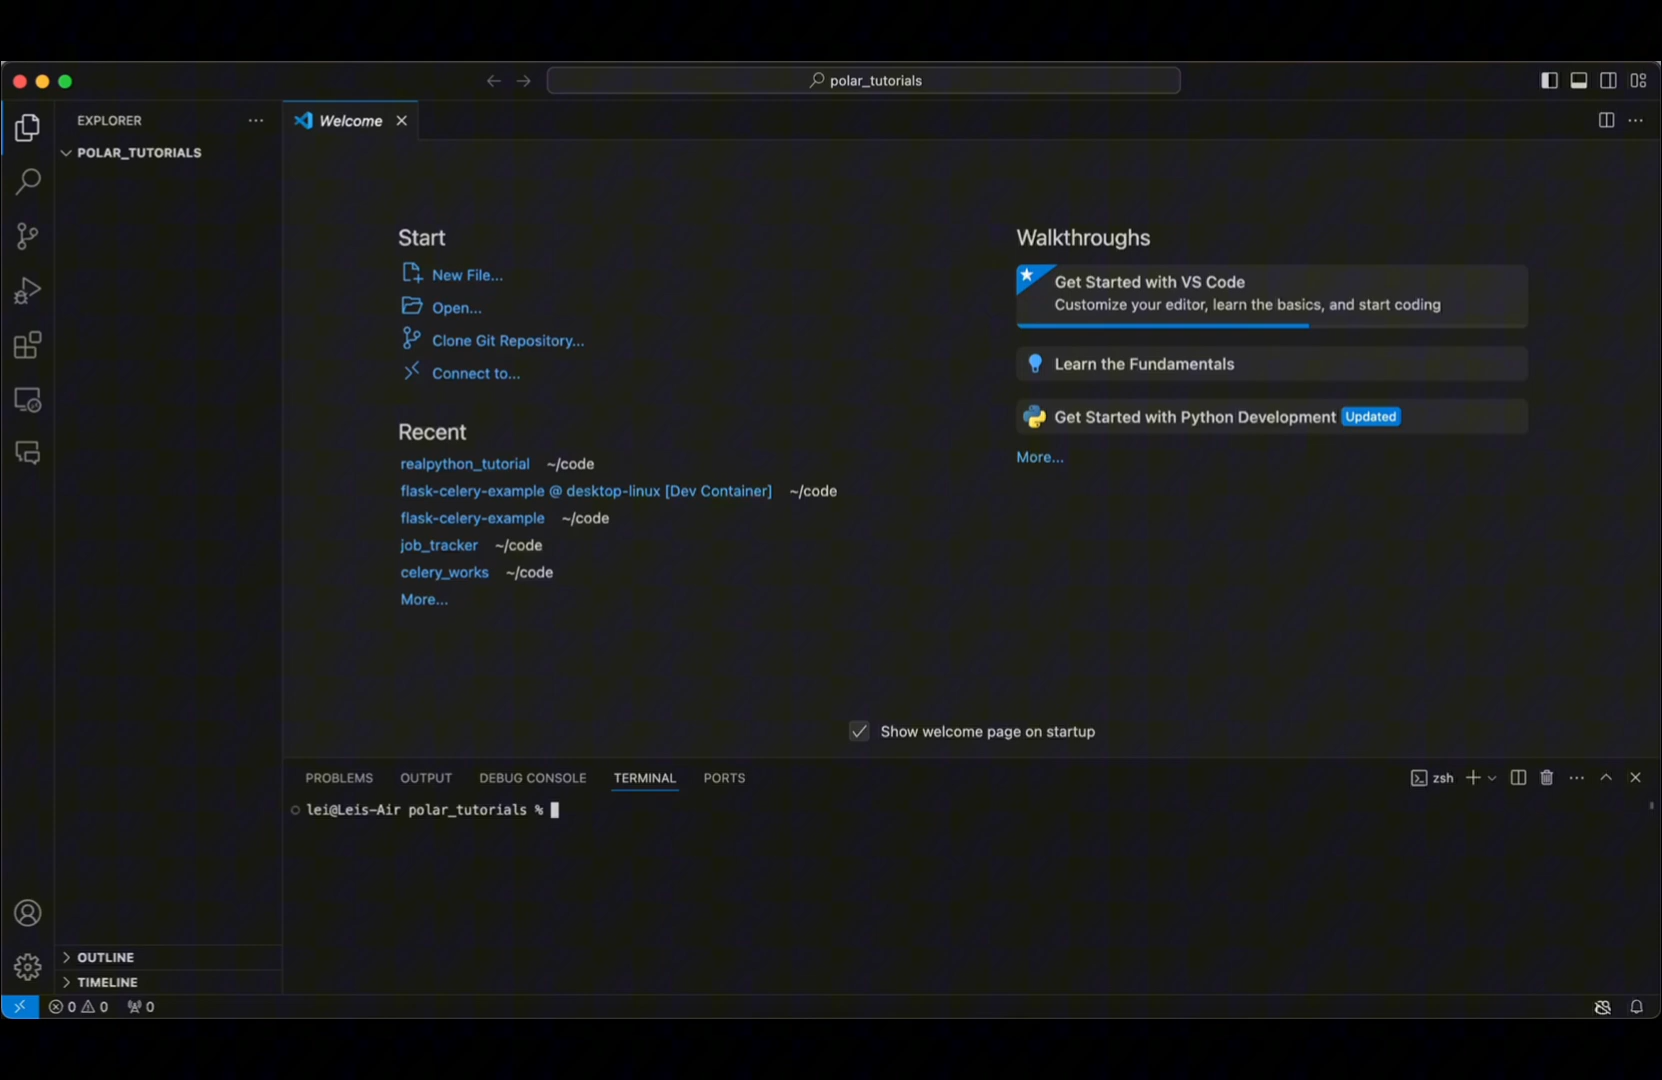 polar_tutorials
EXPLORER
Welcome
POLAR_TUTORIALS
Start
New File...
Open...
Clone Git Repository...
Connect to...
Recent
realpython_tutorial ~/code
flask-celery-example @ desktop-linux [Dev Container] ~/code
flask-celery-example ~/code
job_tracker ~/code
celery_works ~/code
More...
Walkthroughs
Get Started with VS Code
Customize your editor, learn the basics, and start coding
Learn the Fundamentals
Get Started with Python Development Updated
More...
Show welcome page on startup
PROBLEMS OUTPUT DEBUG CONSOLE TERMINAL PORTS
zsh
lei@Leis-Air polar_tutorials %
OUTLINE
TIMELINE
0 0 0